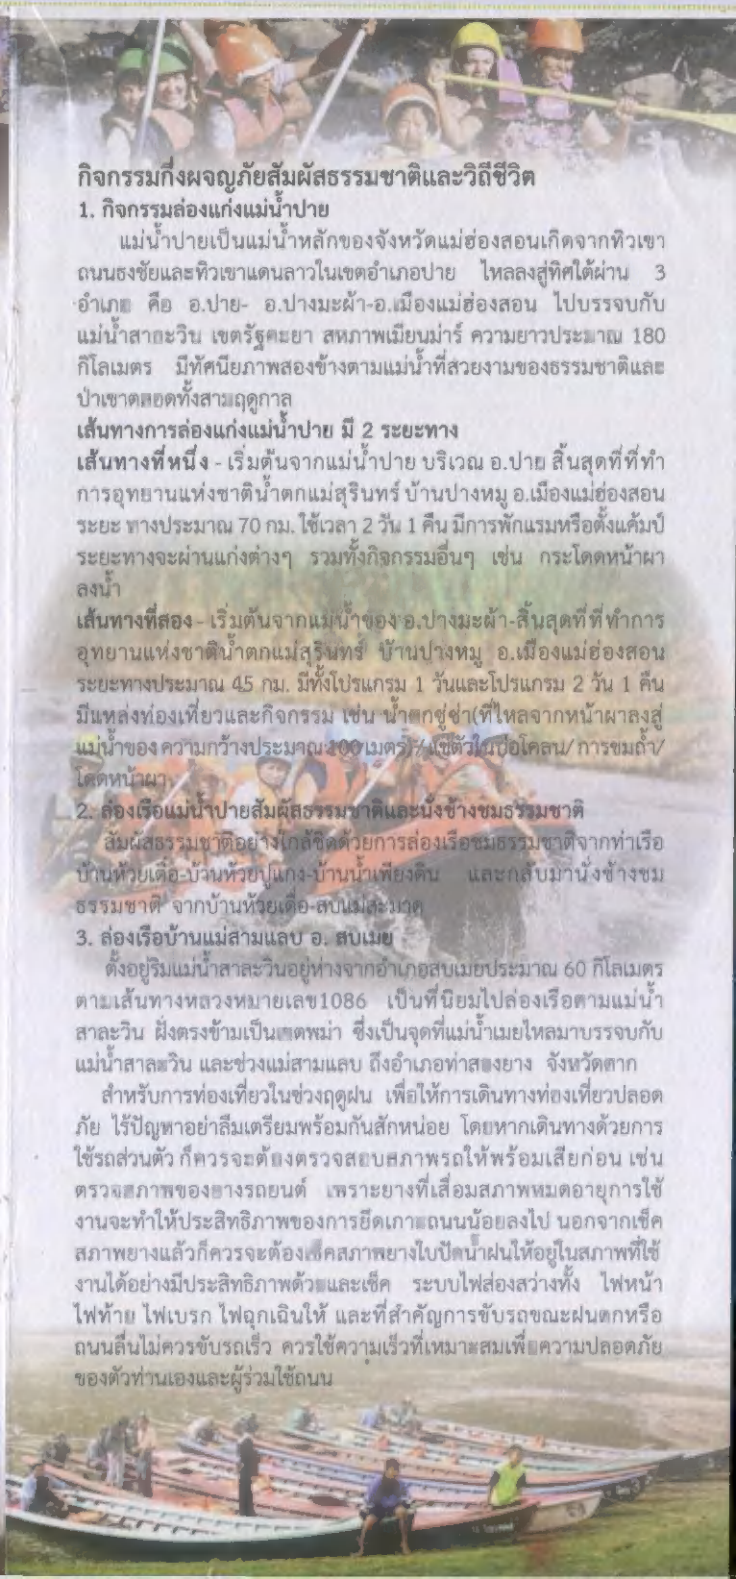 กิจกรรมกึ่งผจญภัยสัมผัสธรรมชาติและวิถีชีวิต
1. กิจกรรมล่องแก่งแม่น้ำปาย
แม่น้ำปายเป็นแม่น้ำหลักของจังหวัดแม่ฮ่องสอนเกิดจากทิวเขา
ถนนธงชัยและทิวเขาแดนลาวในเขตอำเภอปาย ไหลลงสู่ทิศใต้ผ่าน 3
อำเภอ คือ อ.ปาย- อ.ปางมะผ้า-อ.เมืองแม่ฮ่องสอน ไปบรรจบกับ
แม่น้ำสาละวิน เขตรัฐคะยา สหภาพเมียนม่าร์ ความยาวประมาณ 180
กิโลเมตร มีทัศนียภาพสองข้างตามแม่น้ำที่สวยงามของธรรมชาติและ
ป่าเขาตลอดทั้งสามฤดูกาล
เส้นทางการล่องแก่งแม่น้ำปาย มี 2 ระยะทาง
เส้นทางที่หนึ่ง - เริ่มต้นจากแม่น้ำปาย บริเวณ อ.ปาย สิ้นสุดที่ที่ทำ
การอุทยานแห่งชาติน้ำตกแม่สุรินทร์ บ้านปางหมู อ.เมืองแม่ฮ่องสอน
ระยะ ทางประมาณ 70 กม. ใช้เวลา 2 วัน 1 คืน มีการพักแรมหรือตั้งแค้มป์
ระยะทางจะผ่านแก่งต่างๆ รวมทั้งกิจกรรมอื่นๆ เช่น กระโดดหน้าผา
ลงน้ำ
เส้นทางที่สอง - เริ่มต้นจากแม่น้ำของ อ.ปางมะผ้า-สิ้นสุดที่ที่ทำการ
อุทยานแห่งชาติน้ำตกแม่สุรินทร์ บ้านปางหมู อ.เมืองแม่ฮ่องสอน
ระยะทางประมาณ 45 กม. มีทั้งโปรแกรม 1 วันและโปรแกรม 2 วัน 1 คืน
มีแหล่งท่องเที่ยวและกิจกรรม เช่น น้ำตกซู่ซ่า(ที่ไหลจากหน้าผาลงสู่
แม่น้ำของ ความกว้างประมาณ 100 เมตร) / แช่ตัวในบ่อโคลน/ การชมถ้ำ/
โดดหน้าผา
2. ล่องเรือแม่น้ำปายสัมผัสธรรมชาติและนั่งช้างชมธรรมชาติ
สัมผัสธรรมชาติอย่างใกล้ชิดด้วยการล่องเรือชมธรรมชาติจากท่าเรือ
บ้านห้วยเดื่อ-บ้านห้วยปูแกง-บ้านน้ำเพียงดิน และกลับมานั่งช้างชม
ธรรมชาติ จากบ้านห้วยเดื่อ-สบแม่สะมาด
3. ล่องเรือบ้านแม่สามแลบ อ. สบเมย
ตั้งอยู่ริมแม่น้ำสาละวินอยู่ห่างจากอำเภอสบเมยประมาณ 60 กิโลเมตร
ตามเส้นทางหลวงหมายเลข1086 เป็นที่นิยมไปล่องเรือตามแม่น้ำ
สาละวิน ฝั่งตรงข้ามเป็นเขตพม่า ซึ่งเป็นจุดที่แม่น้ำเมยไหลมาบรรจบกับ
แม่น้ำสาละวิน และช่วงแม่สามแลบ ถึงอำเภอท่าสองยาง จังหวัดตาก
สำหรับการท่องเที่ยวในช่วงฤดูฝน เพื่อให้การเดินทางท่องเที่ยวปลอด
ภัย ไร้ปัญหาอย่าลืมเตรียมพร้อมกันสักหน่อย โดยหากเดินทางด้วยการ
ใช้รถส่วนตัว ก็ควรจะต้องตรวจสอบสภาพรถให้พร้อมเสียก่อน เช่น
ตรวจสภาพของยางรถยนต์ เพราะยางที่เสื่อมสภาพหมดอายุการใช้
งานจะทำให้ประสิทธิภาพของการยึดเกาะถนนน้อยลงไป นอกจากเช็ค
สภาพยางแล้วก็ควรจะต้องเช็คสภาพยางใบปัดน้ำฝนให้อยู่ในสภาพที่ใช้
งานได้อย่างมีประสิทธิภาพด้วยและเช็ค ระบบไฟส่องสว่างทั้ง ไฟหน้า
ไฟท้าย ไฟเบรก ไฟฉุกเฉินให้ และที่สำคัญการขับรถขณะฝนตกหรือ
ถนนลื่นไม่ควรขับรถเร็ว ควรใช้ความเร็วที่เหมาะสมเพื่อความปลอดภัย
ของตัวท่านเองและผู้ร่วมใช้ถนน